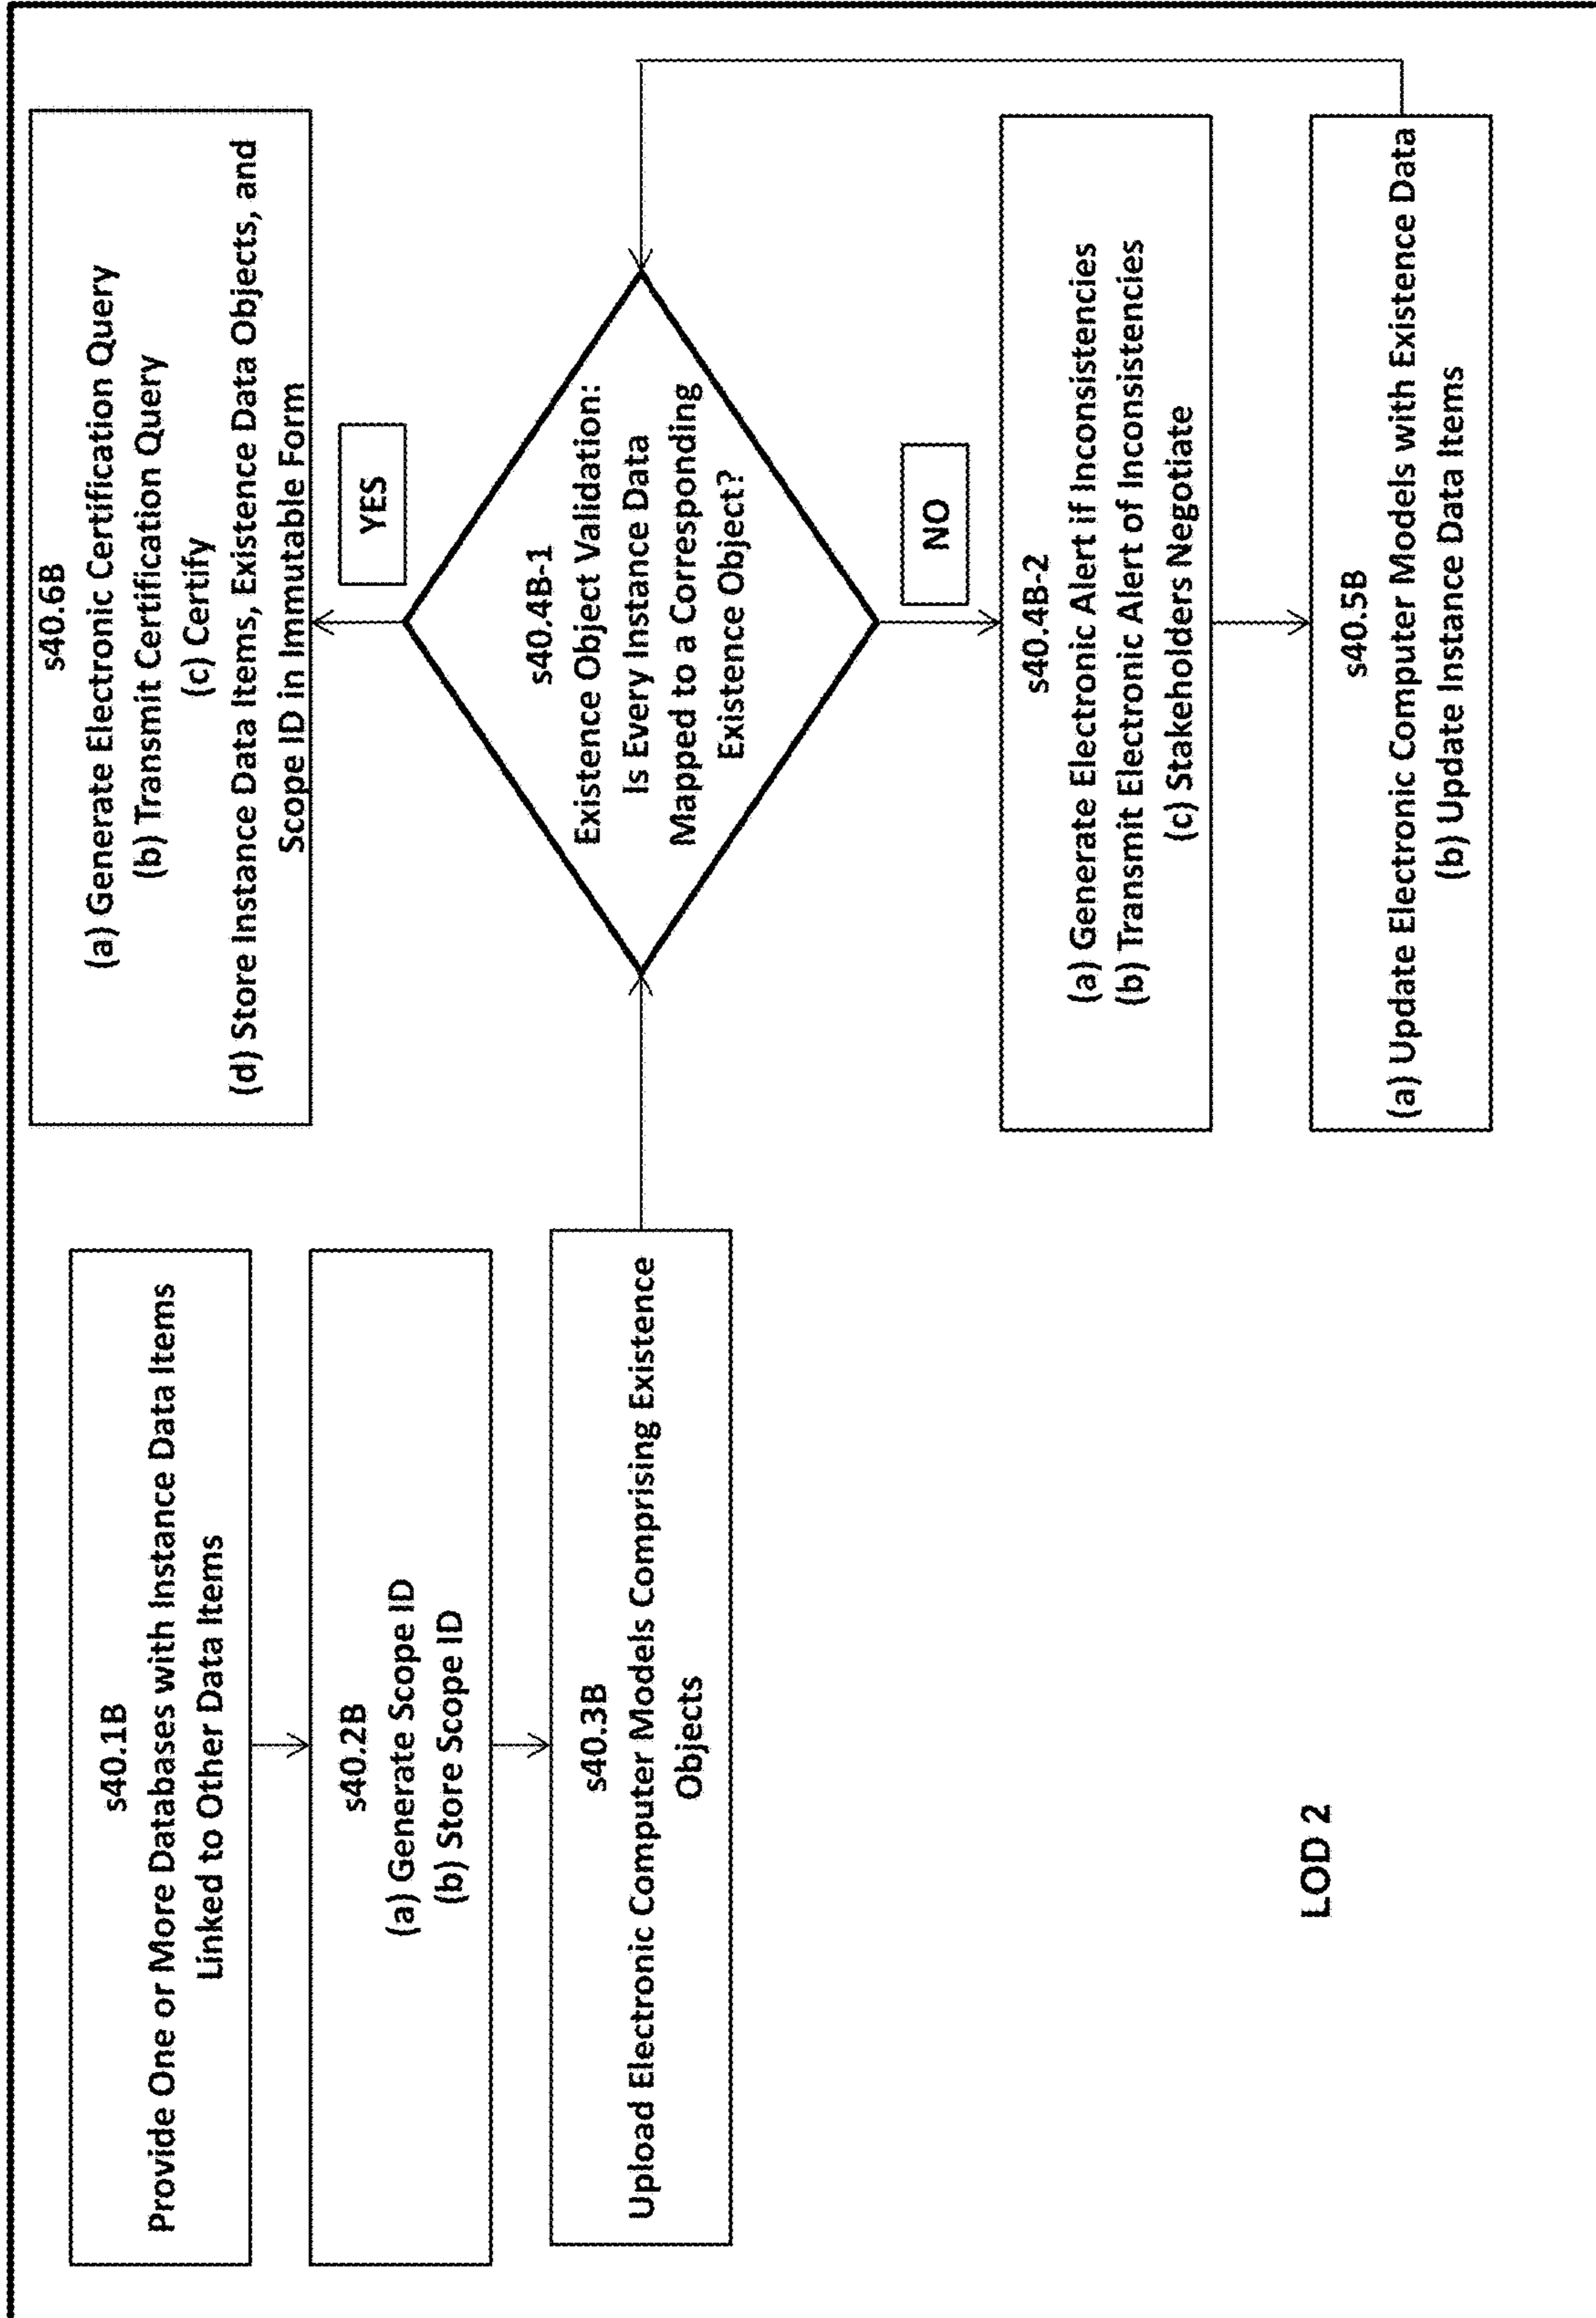 s40.1B
Provide One or More Databases with Instance Data Items
Linked to Other Data Items
s40.2B
(a) Generate Scope ID
(b) Store Scope ID
s40.3B
Upload Electronic Computer Models Comprising Existence
Objects
s40.6B
(a) Generate Electronic Certification Query
(b) Transmit Certification Query
(c) Certify
(d) Store Instance Data Items, Existence Data Objects, and
Scope ID in Immutable Form
YES
s40.4B-1
Existence Object Validation:
Is Every Instance Data
Mapped to a Corresponding
Existence Object?
NO
s40.4B-2
(a) Generate Electronic Alert if Inconsistencies
(b) Transmit Electronic Alert of Inconsistencies
(c) Stakeholders Negotiate
s40.5B
(a) Update Electronic Computer Models with Existence Data
(b) Update Instance Data Items
LOD 2